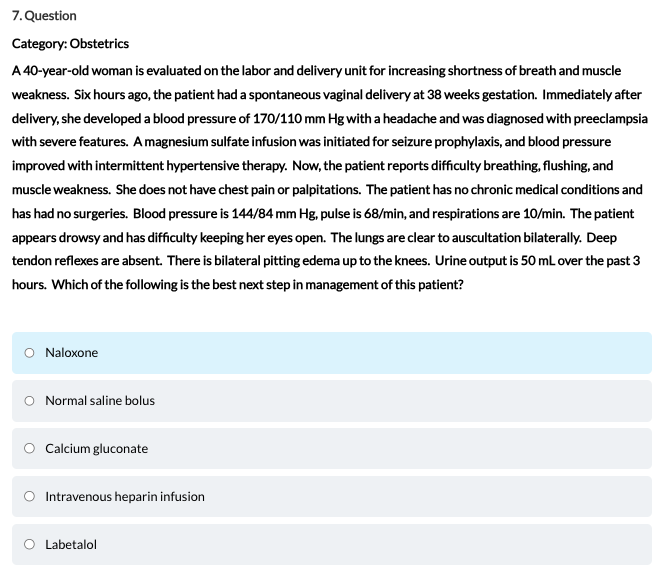 7. Question
Category: Obstetrics
A 40-year-old woman is evaluated on the labor and delivery unit for increasing shortness of breath and muscle
weakness. Six hours ago, the patient had a spontaneous vaginal delivery at 38 weeks gestation. Immediately after
delivery, she developed a blood pressure of 170/110 mm Hg with a headache and was diagnosed with preeclampsia
with severe features. A magnesium sulfate infusion was initiated for seizure prophylaxis, and blood pressure
improved with intermittent hypertensive therapy. Now, the patient reports difficulty breathing, flushing, and
muscle weakness. She does not have chest pain or palpitations. The patient has no chronic medical conditions and
has had no surgeries. Blood pressure is 144/84 mm Hg, pulse is 68/min, and respirations are 10/min. The patient
appears drowsy and has difficulty keeping her eyes open. The lungs are clear to auscultation bilaterally. Deep
tendon reflexes are absent. There is bilateral pitting edema up to the knees. Urine output is 50 mL over the past 3
hours. Which of the following is the best next step in management of this patient?
Naloxone
Normal saline bolus
Calcium gluconate
Intravenous heparin infusion
Labetalol